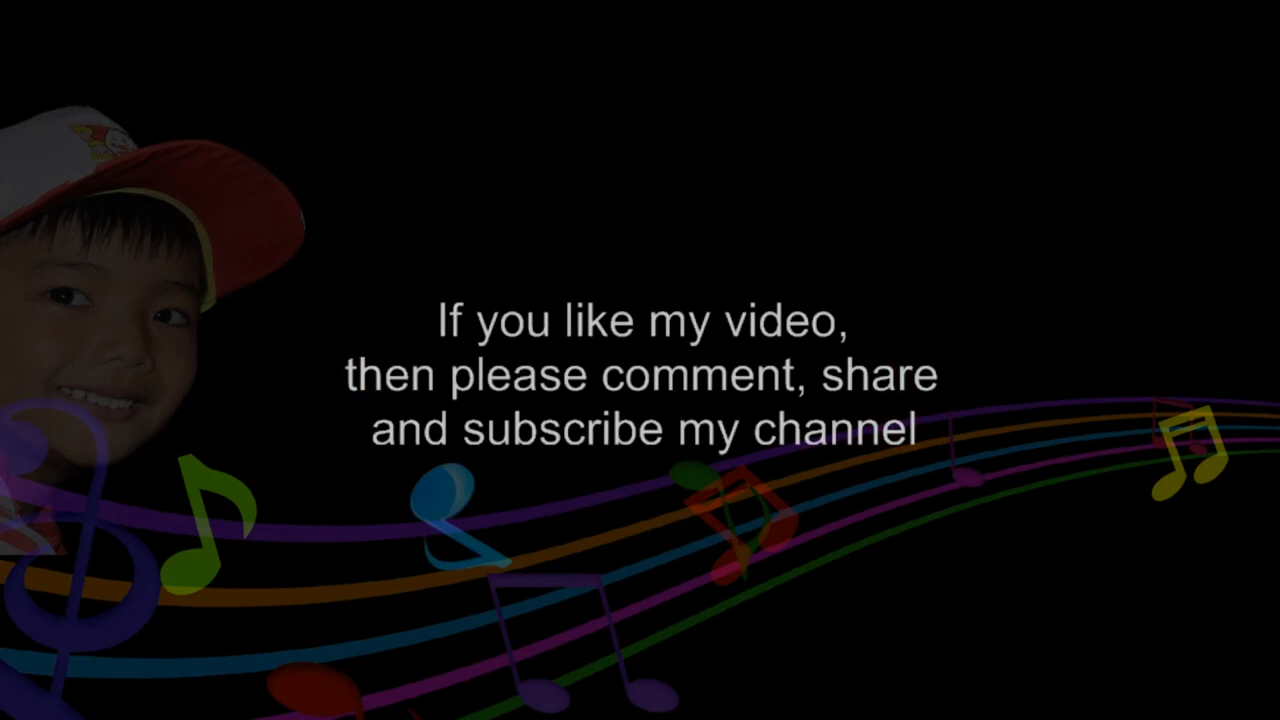 If you like my video,
then please comment, share
and subscribe my channel